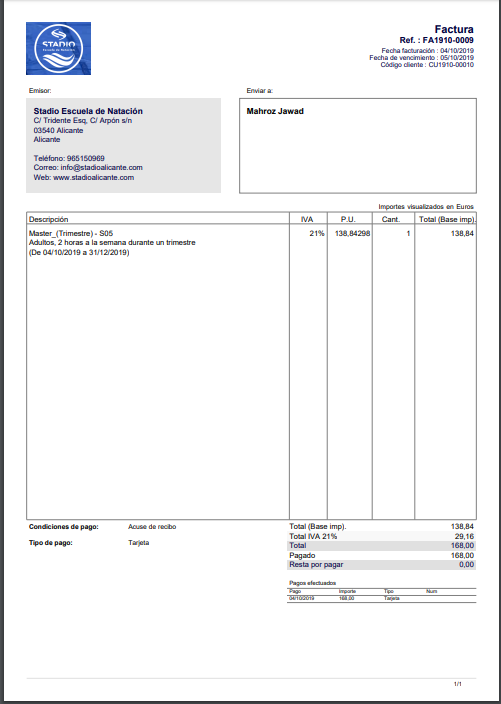 STADIO
Escuela de Natación
Factura
Ref. : FA1910-0009
Fecha facturación : 04/10/2019
Fecha de vencimiento : 05/10/2019
Código cliente : CU1910-00010
Emisor:
Enviar a:
Stadio Escuela de Natación
C/ Tridente Esq, C/ Arpón s/n
03540 Alicante
Alicante
Teléfono: 965150969
Correo: info@stadioalicante.com
Web: www.stadioalicante.com
Mahroz Jawad
Importes visualizados en Euros
Descripción IVA P.U. Cant. Total (Base imp).
Master_(Trimestre) - S05 21% 138,84298 1 138,84
Adultos, 2 horas a la semana durante un trimestre
(De 04/10/2019 a 31/12/2019)
Condiciones de pago: Acuse de recibo
Tipo de pago: Tarjeta
Total (Base imp). 138,84
Total IVA 21% 29,16
Total 168,00
Pagado 168,00
Resta por pagar 0,00
Pagos efectuados
Pago Importe Tipo Num
04/10/2019 168,00 Tarjeta
1/1